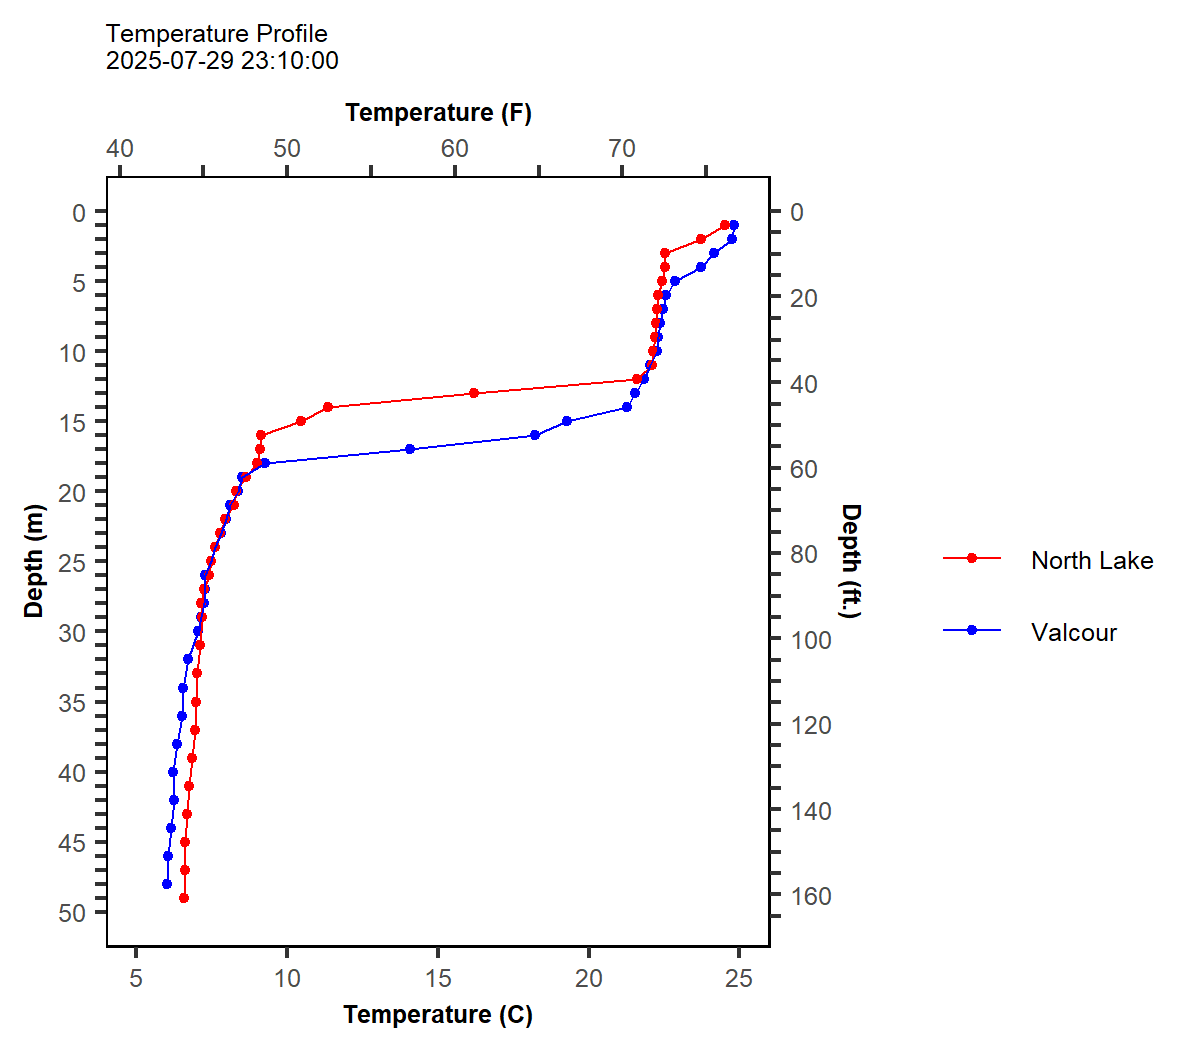 Temperature Profile
2025-07-29 23:10:00
Temperature (F)
40 50 60 70
0
5
10
15
20
25
30
35
40
45
50
Depth (m)
0
20
40
60
80
100
120
140
160
Depth (ft.)
North Lake
Valcour
5 10 15 20 25
Temperature (C)